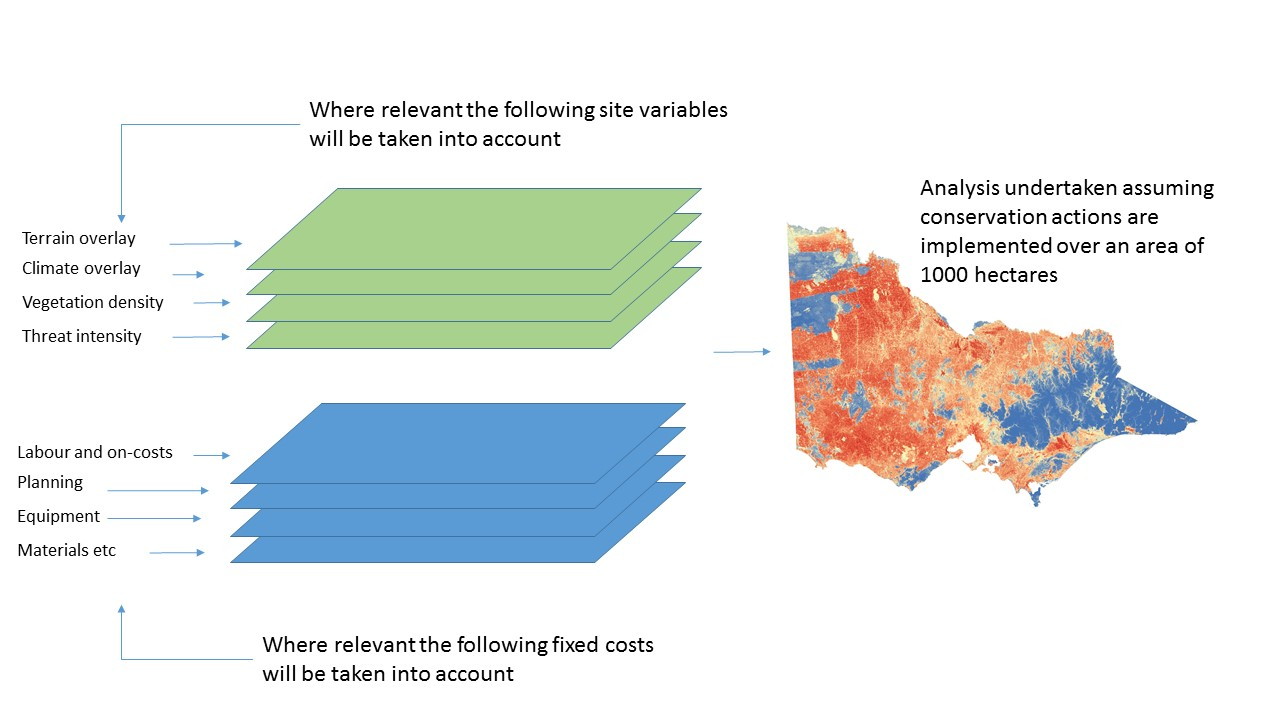 Where relevant the following site variables
will be taken into account
Terrain overlay
Climate overlay
Vegetation density
Threat intensity
Analysis undertaken assuming
conservation actions are
implemented over an area of
1000 hectares
Labour and on-costs
Planning
Equipment
Materials etc
Where relevant the following fixed costs
will be taken into account